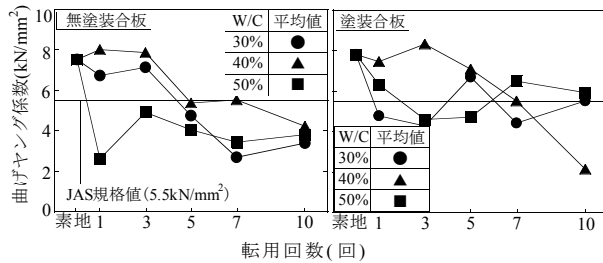 曲げヤング係数(kN/mm²)
10
8
6
4
2
0
無塗装合板
W/C 平均値
30%
40%
50%
JAS規格値(5.5kN/mm²)
素地 1 3 5 7 10
塗装合板
W/C 平均値
30%
40%
50%
素地 1 3 5 7 10
転用回数(回)